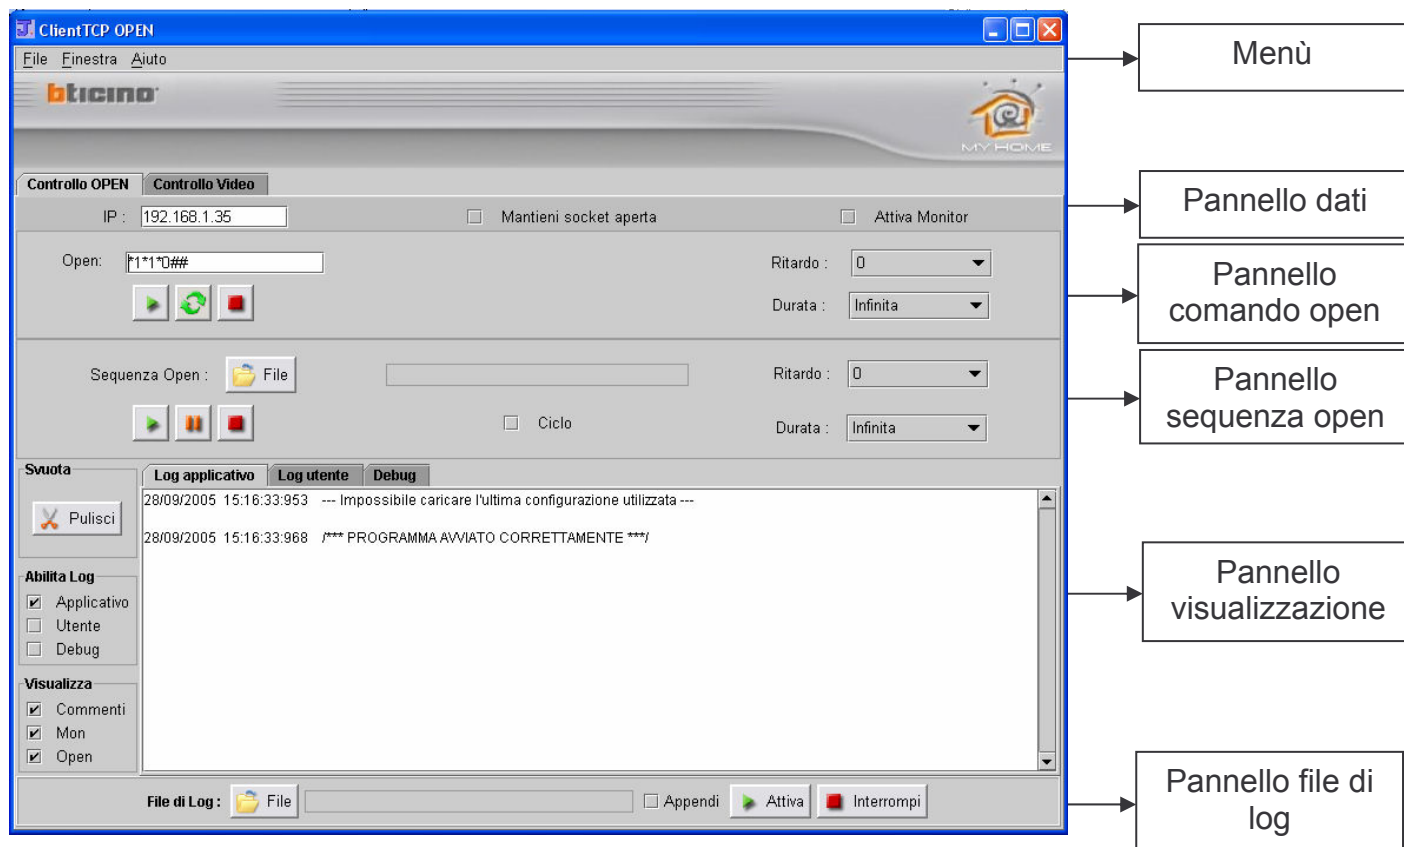 ClientTCP OPEN
File Finestra Aiuto
Menù
bticino
MY HOME
Controllo OPEN Controllo Video
IP : 192.168.1.35 Mantieni socket aperta Attiva Monitor
Pannello dati
Open: *1*1*0## Ritardo : 0
Durata : Infinita
Pannello
comando open
Sequenza Open : File Ritardo : 0
Ciclo Durata : Infinita
Pannello
sequenza open
Svuota
Pulisci
Log applicativo Log utente Debug
28/09/2005 15:16:33:953 --- Impossibile caricare l'ultima configurazione utilizzata ---
28/09/2005 15:16:33:968 /*** PROGRAMMA AVVIATO CORRETTAMENTE ***/
Abilita Log
Applicativo
Utente
Debug
Pannello
visualizzazione
Visualizza
Commenti
Mon
Open
File di Log : File Appendi Attiva Interrompi
Pannello file di
log